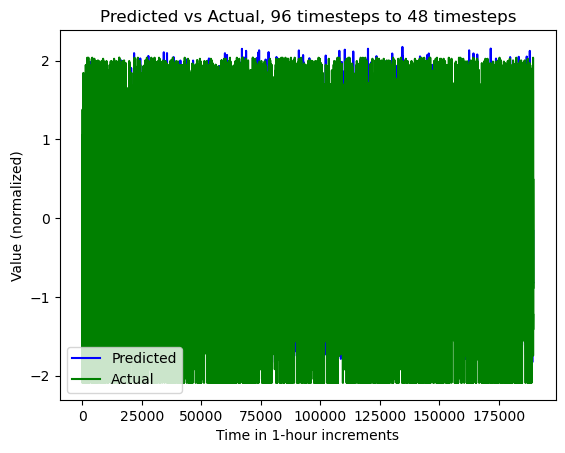 Predicted vs Actual, 96 timesteps to 48 timesteps
Value (normalized)
2
1
0
−1
−2
Predicted
Actual
0 25000 50000 75000 100000 125000 150000 175000
Time in 1-hour increments